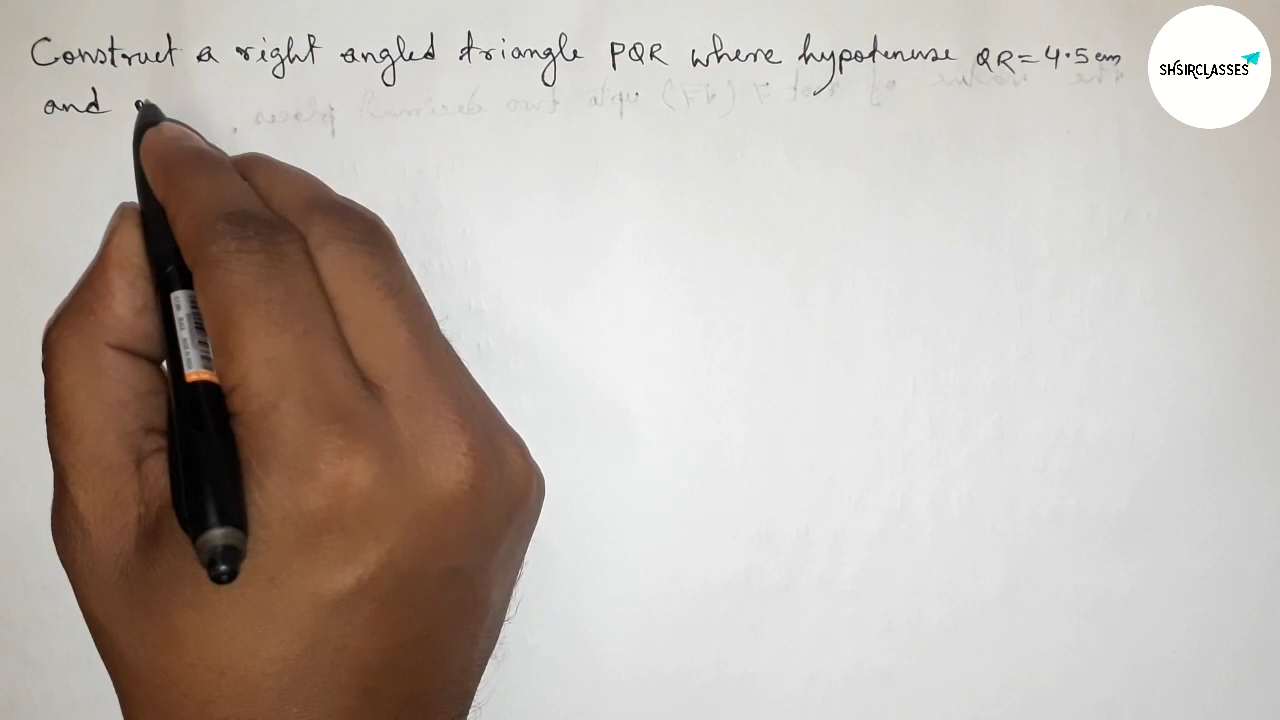 Construct a right angled triangle PQR where hypotenuse QR = 4.5 cm
and
SHSIRCLASSES